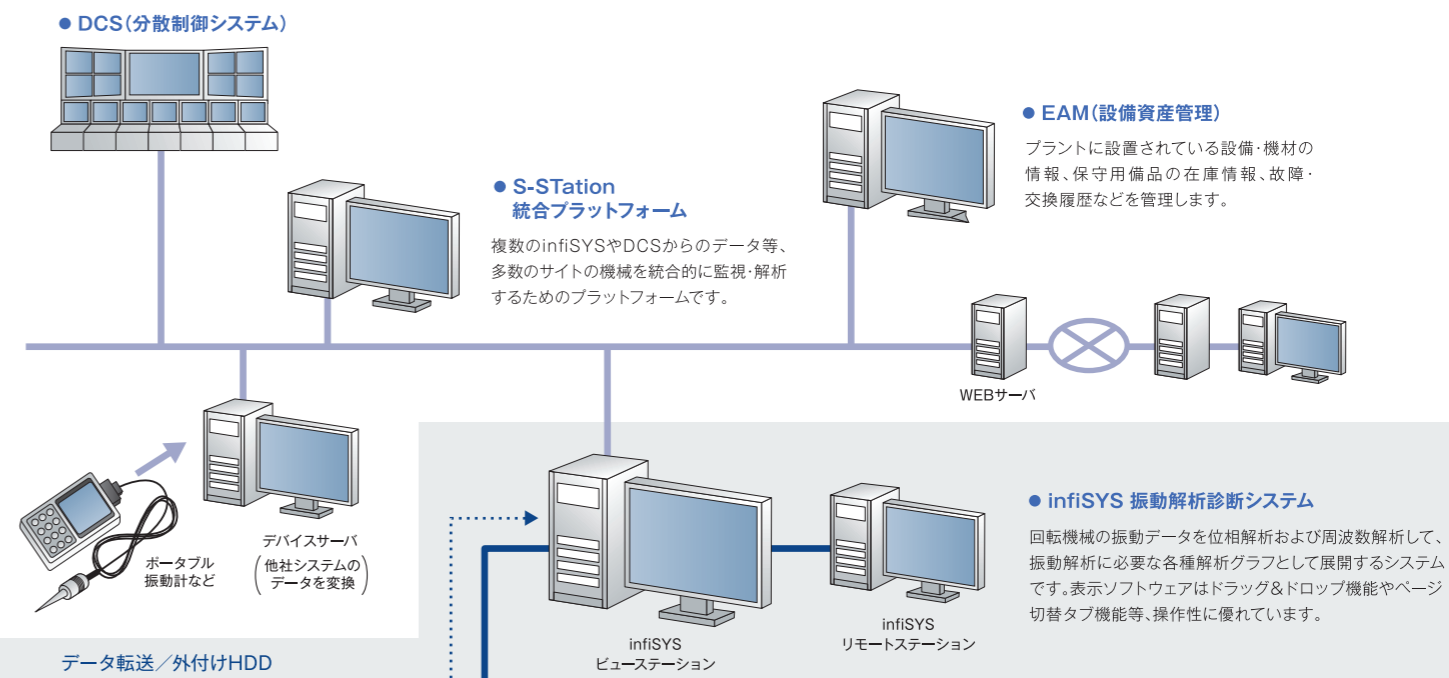 ● DCS(分散制御システム)
● S-STation
統合プラットフォーム
複数のinfiSYSやDCSからのデータ等、
多数のサイトの機械を統合的に監視・解析
するためのプラットフォームです。
● EAM(設備資産管理)
プラントに設置されている設備・機材の
情報、保守用備品の在庫情報、故障・
交換履歴などを管理します。
WEBサーバ
ポータブル
振動計など
デバイスサーバ
(他社システムの
データを変換)
infiSYS
ビューステーション
infiSYS
リモートステーション
● infiSYS 振動解析診断システム
回転機械の振動データを位相解析および周波数解析して、
振動解析に必要な各種解析グラフとして展開するシステム
です。表示ソフトウェアはドラッグ&ドロップ機能やページ
切替タブ機能等、操作性に優れています。
データ転送/外付けHDD